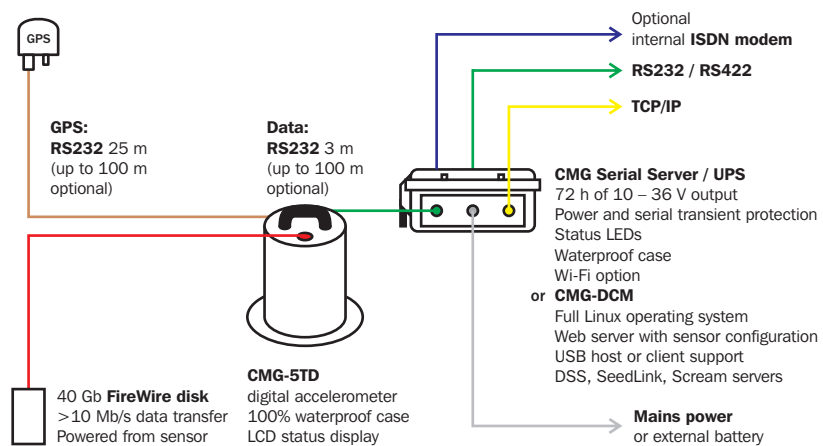 GPS
Optional
internal ISDN modem
RS232 / RS422
TCP/IP
GPS:
RS232 25 m
(up to 100 m
optional)
Data:
RS232 3 m
(up to 100 m
optional)
CMG Serial Server / UPS
72 h of 10 – 36 V output
Power and serial transient protection
Status LEDs
Waterproof case
Wi-Fi option
or CMG-DCM
Full Linux operating system
Web server with sensor configuration
USB host or client support
DSS, SeedLink, Scream servers
40 Gb FireWire disk
>10 Mb/s data transfer
Powered from sensor
CMG-5TD
digital accelerometer
100% waterproof case
LCD status display
Mains power
or external battery